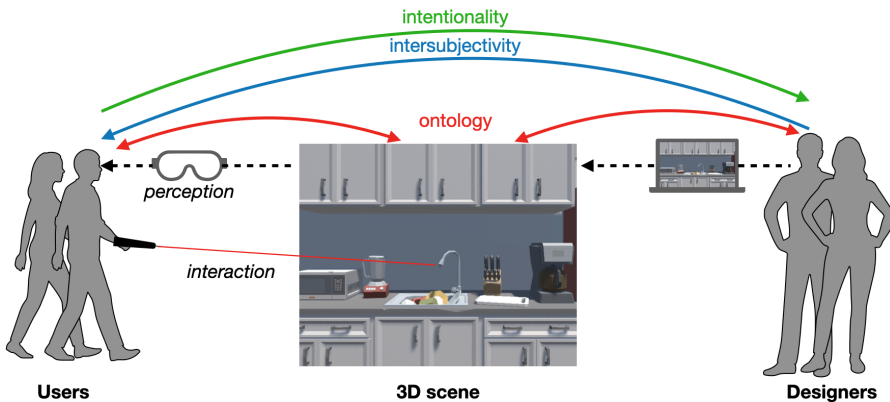 intentionality
intersubjectivity
ontology
perception
interaction
Users
3D scene
Designers